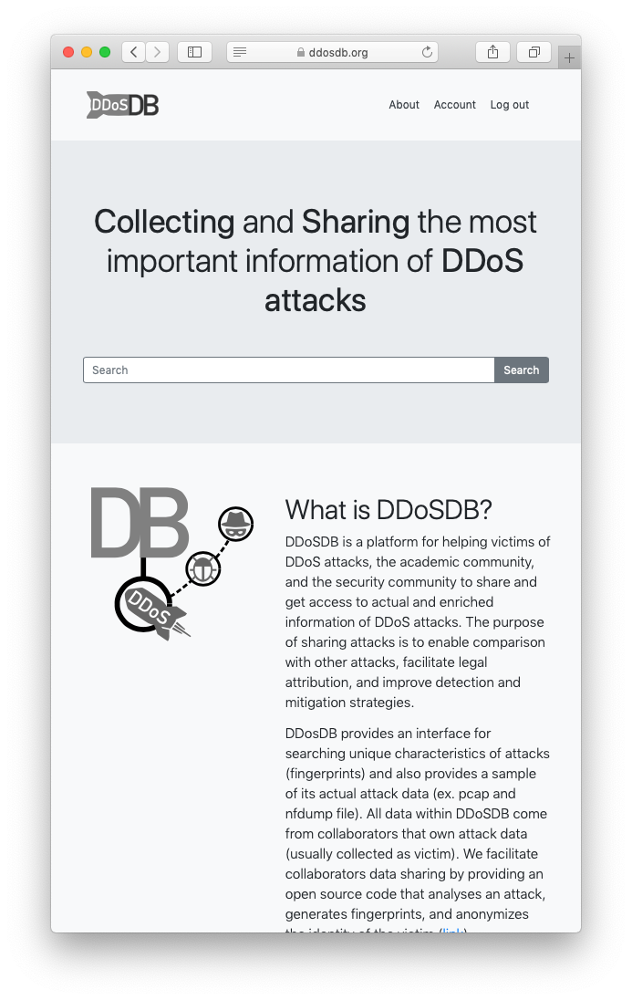 ddosdb.org
DDoSDB
About Account Log out
Collecting and Sharing the most
important information of DDoS
attacks
Search Search
DB
DDoS
What is DDoSDB?
DDoSDB is a platform for helping victims of
DDoS attacks, the academic community,
and the security community to share and
get access to actual and enriched
information of DDoS attacks. The purpose
of sharing attacks is to enable comparison
with other attacks, facilitate legal
attribution, and improve detection and
mitigation strategies.
DDosDB provides an interface for
searching unique characteristics of attacks
(fingerprints) and also provides a sample
of its actual attack data (ex. pcap and
nfdump file). All data within DDoSDB come
from collaborators that own attack data
(usually collected as victim). We facilitate
collaborators data sharing by providing an
open source code that analyses an attack,
generates fingerprints, and anonymizes
the identity of the victim (link)